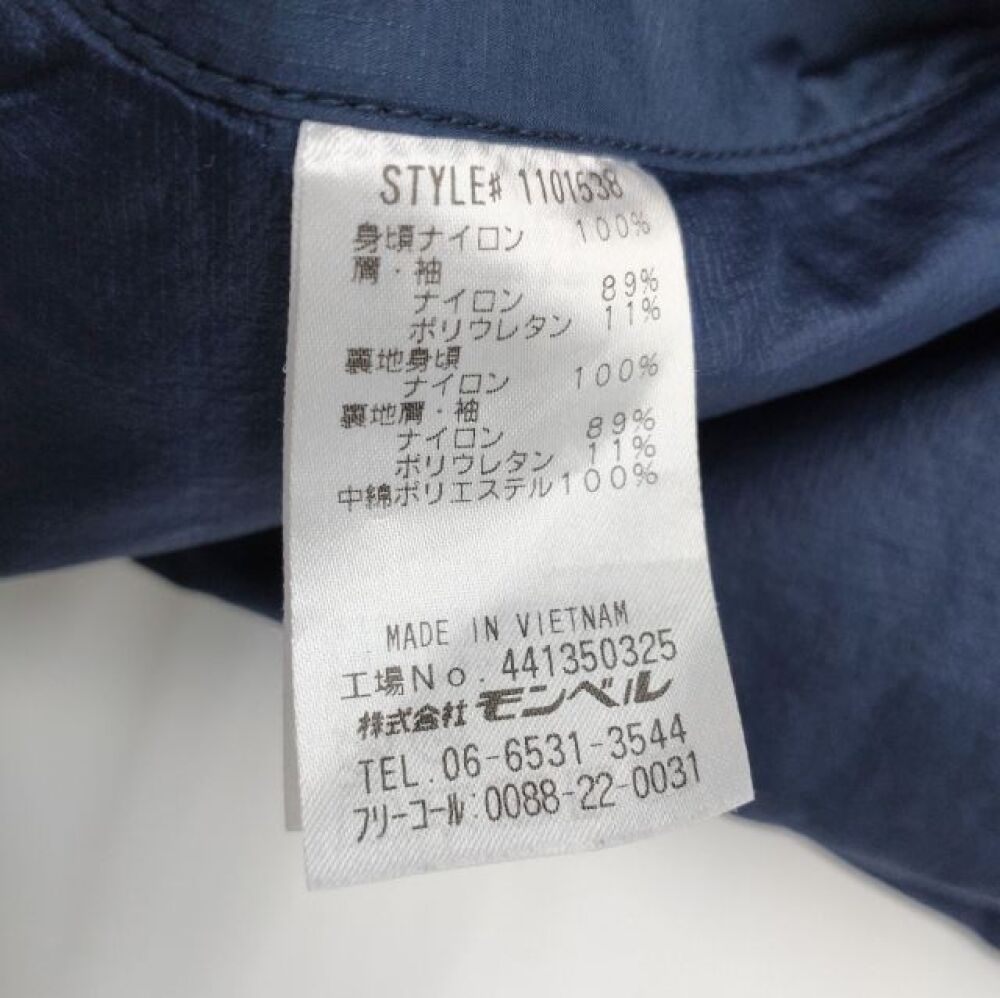 STYLE# 1101538
身頃ナイロン 100%
肩・袖
ナイロン 89%
ポリウレタン 11%
裏地身頃
ナイロン 100%
裏地肩・袖
ナイロン 89%
ポリウレタン 11%
中綿ポリエステル100%
MADE IN VIETNAM
工場No. 441350325
株式会社モンベル
TEL.06-6531-3544
フリーコール:0088-22-0031